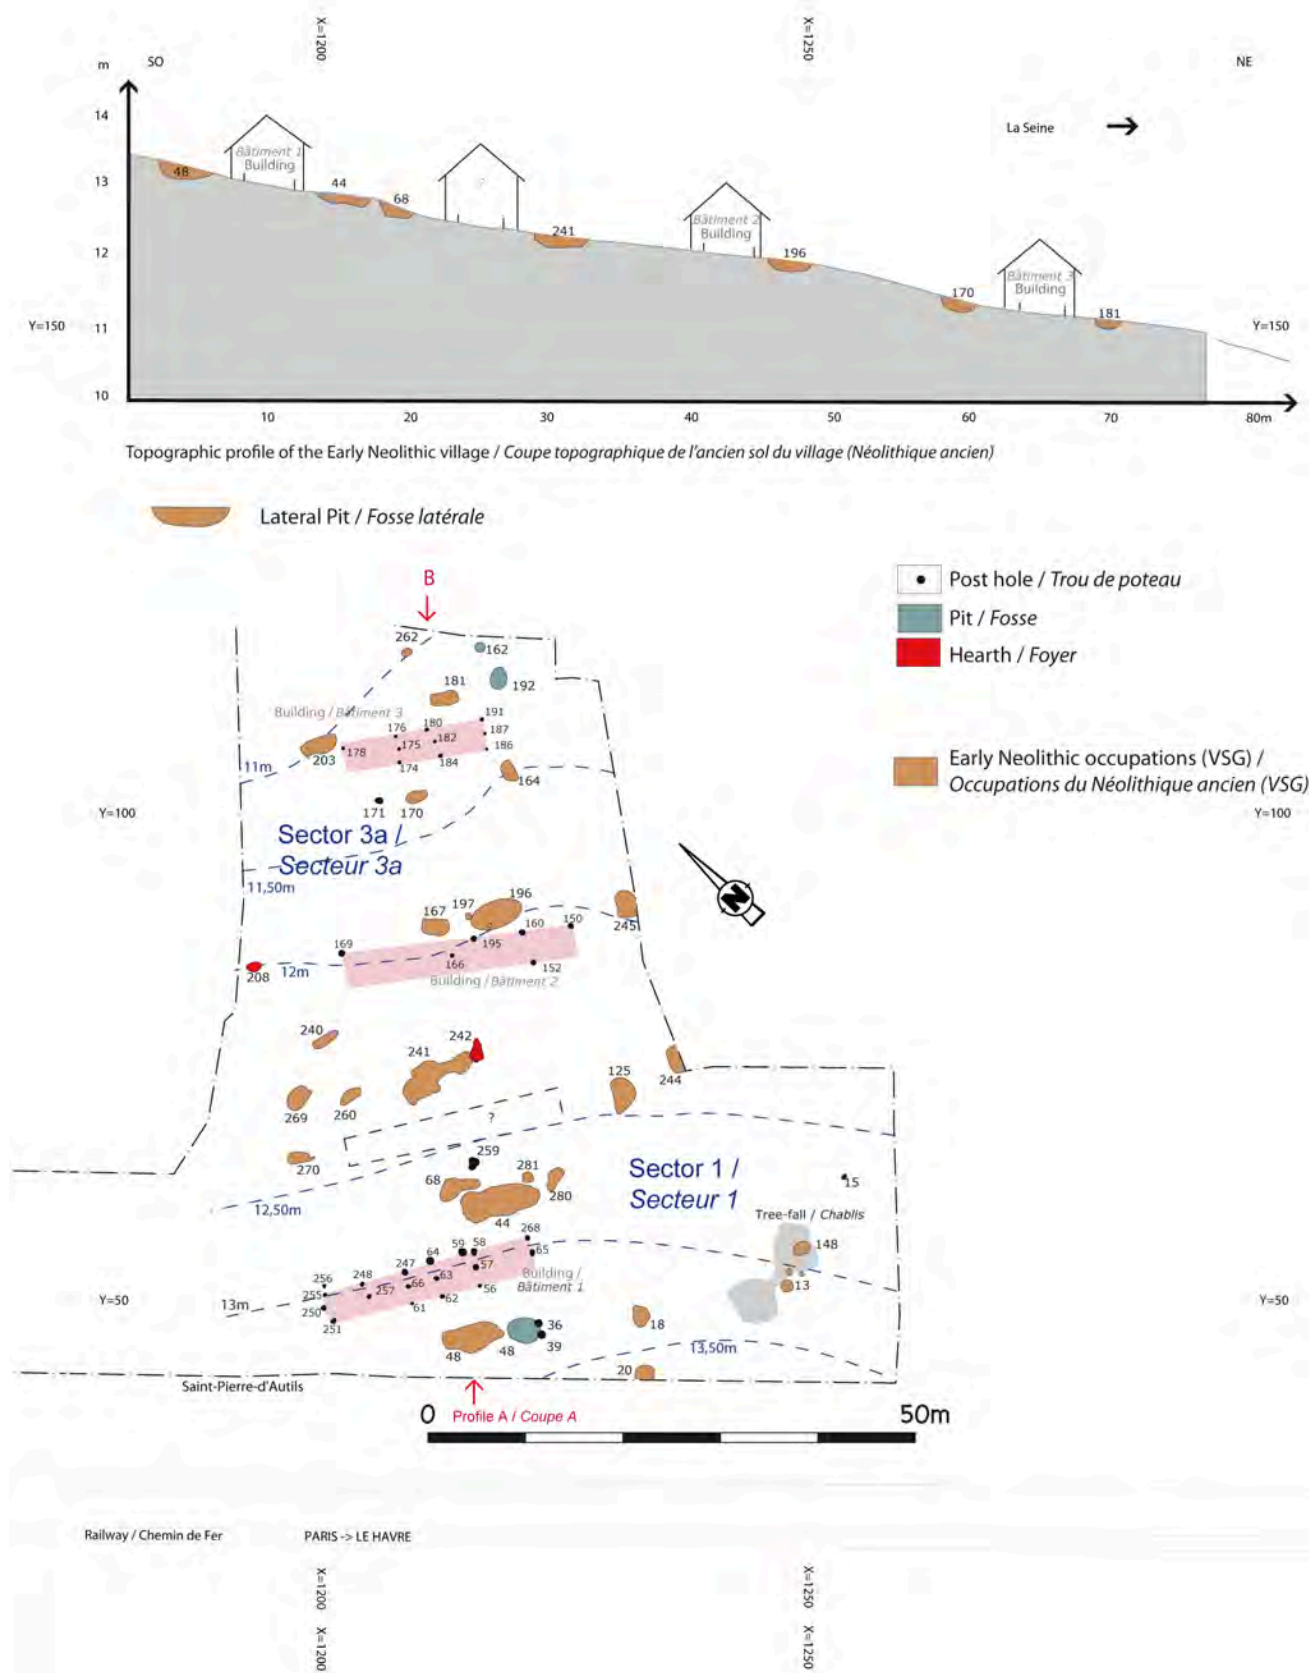 X=1200
X=1250
m
SO
NE
14
La Seine
Bâtiment 1
Building
13
48
44
68
?
241
Bâtiment 2
Building
12
196
Bâtiment 3
Building
170
181
Y=150
11
Y=150
10
10
20
30
40
50
60
70
80m
Topographic profile of the Early Neolithic village / Coupe topographique de l'ancien sol du village (Néolithique ancien)
Lateral Pit / Fosse latérale
B
Post hole / Trou de poteau
Pit / Fosse
Hearth / Foyer
Early Neolithic occupations (VSG) /
Occupations du Néolithique ancien (VSG)
262
162
181
192
Building / Bâtiment 3
191
180
176
187
182
175
178
186
184
174
203
11m
164
171
170
Y=100
Y=100
Sector 3a /
Secteur 3a
11,50m
N
196
197
167
150
160
245
195
169
166
152
208
12m
Building / Bâtiment 2
240
242
241
125
244
269
260
?
259
270
281
Sector 1 /
Secteur 1
68
280
15
12,50m
44
Tree-fall / Chablis
268
148
59
58
64
65
57
247
63
Building /
Bâtiment 1
256
248
66
56
13
255
257
62
61
Y=50
13m
250
Y=50
251
36
18
48
48
39
13,50m
20
Saint-Pierre-d'Autils
0
Profile A / Coupe A
50m
Railway / Chemin de Fer
PARIS -> LE HAVRE
X=1200
X=1250
X=1200
X=1250